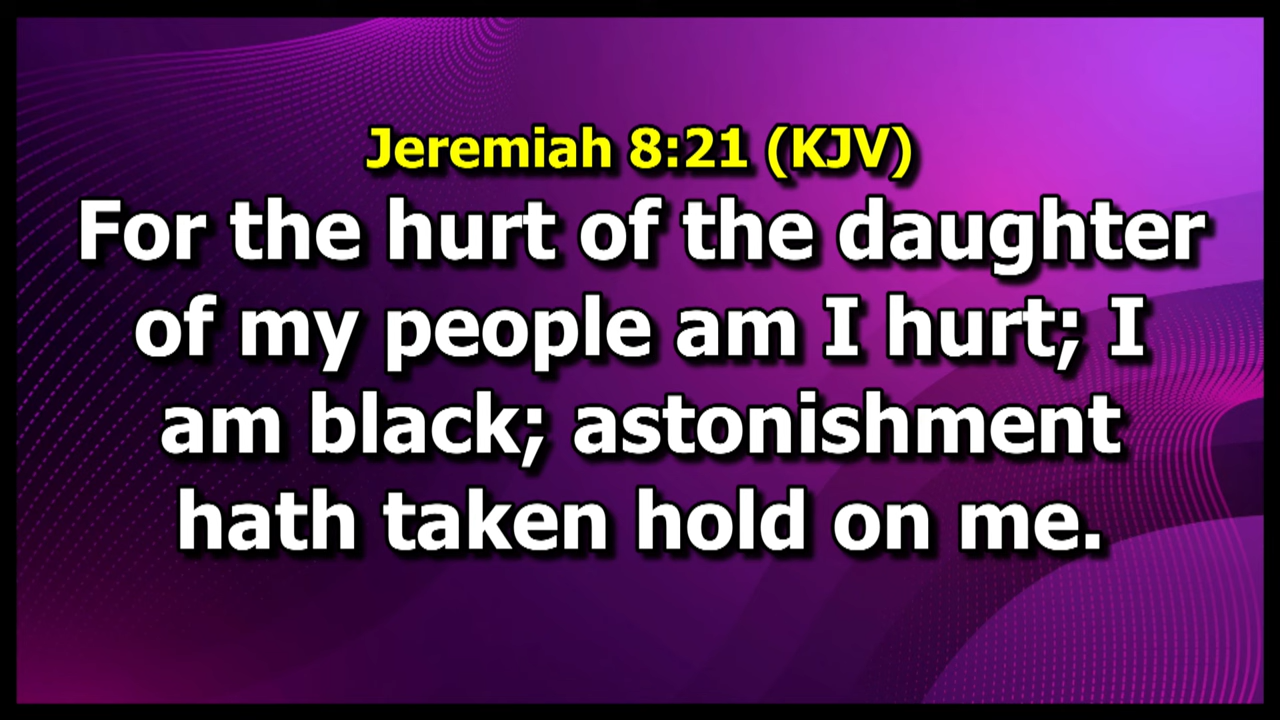 Jeremiah 8:21 (KJV)
For the hurt of the daughter
of my people am I hurt; I
am black; astonishment
hath taken hold on me.